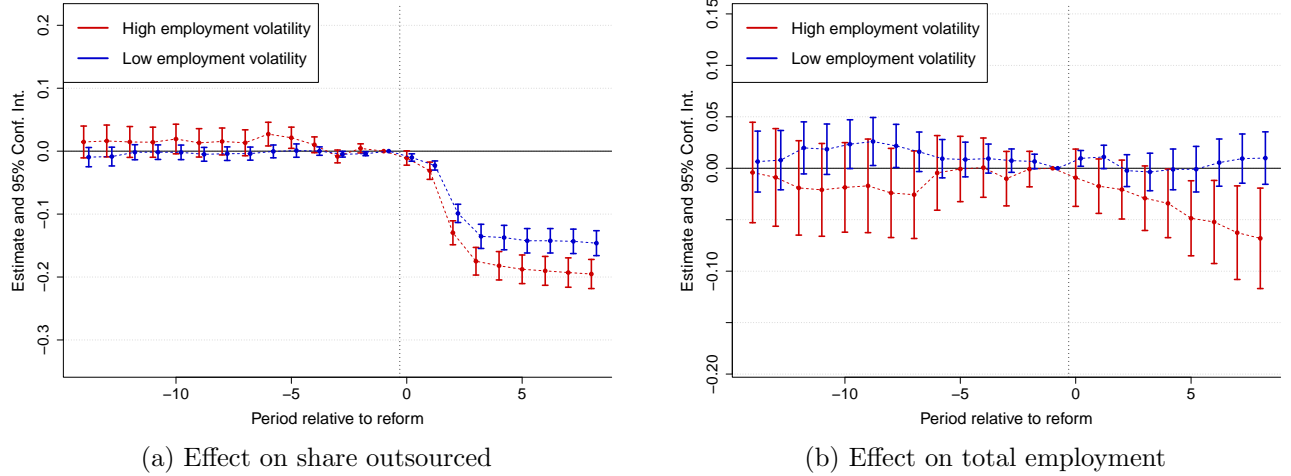 High employment volatility
Low employment volatility
Estimate and 95% Conf. Int.
0.2
0.1
0.0
−0.1
−0.2
−0.3
−10
−5
0
5
Period relative to reform
(a) Effect on share outsourced
High employment volatility
Low employment volatility
Estimate and 95% Conf. Int.
0.15
0.10
0.05
0.00
−0.10
−0.20
−10
−5
0
5
Period relative to reform
(b) Effect on total employment